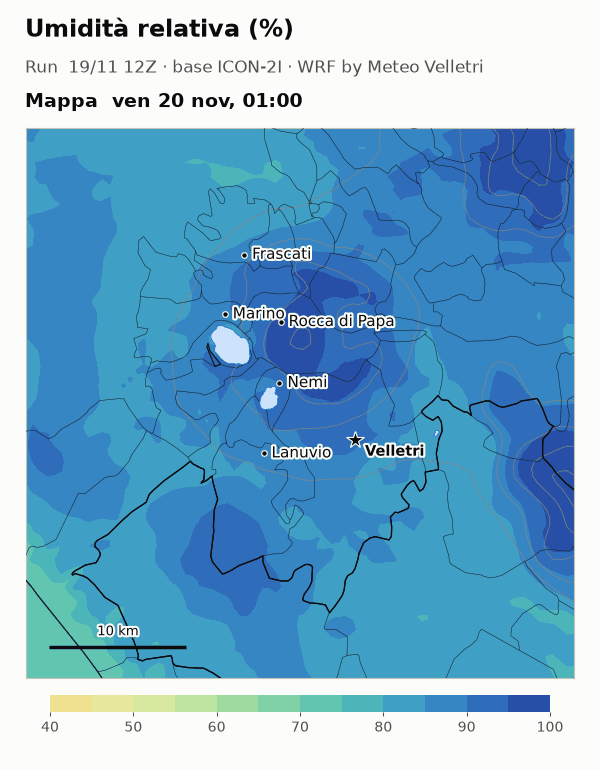 Umidità relativa (%)
Run  19/11 12Z · base ICON-2I · WRF by Meteo Velletri
Mappa  ven 20 nov, 01:00
Frascati
Marino
Rocca di Papa
Nemi
Velletri
Lanuvio
10 km
40 50 60 70 80 90 100